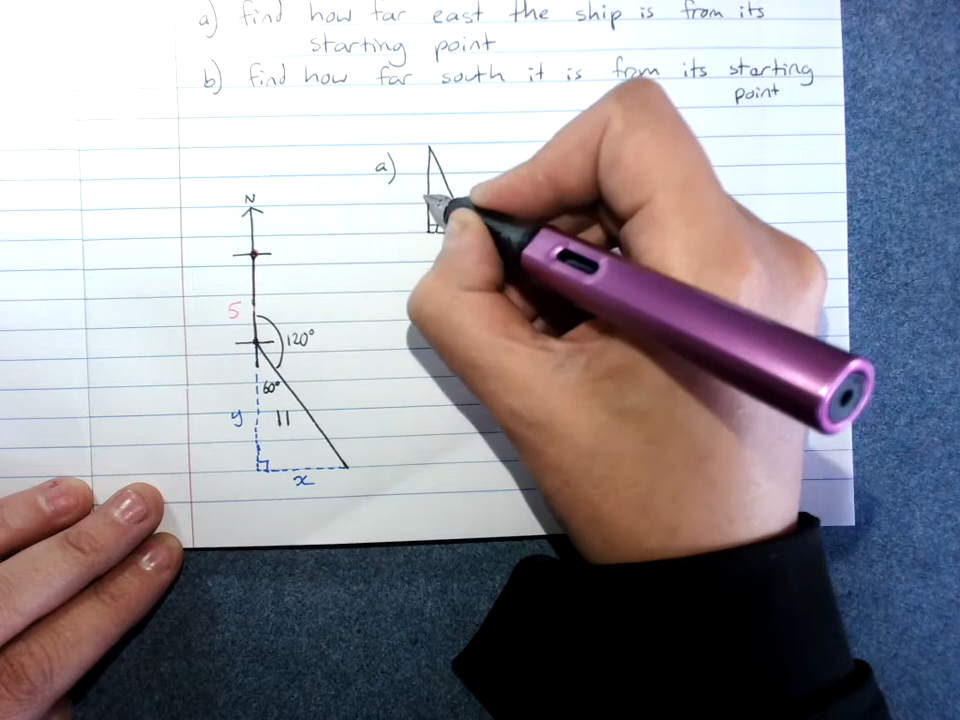 a) find how far east the ship is from its
starting point
b) find how far south it is from its starting
point
a)
N
5
120°
60°
y
11
x